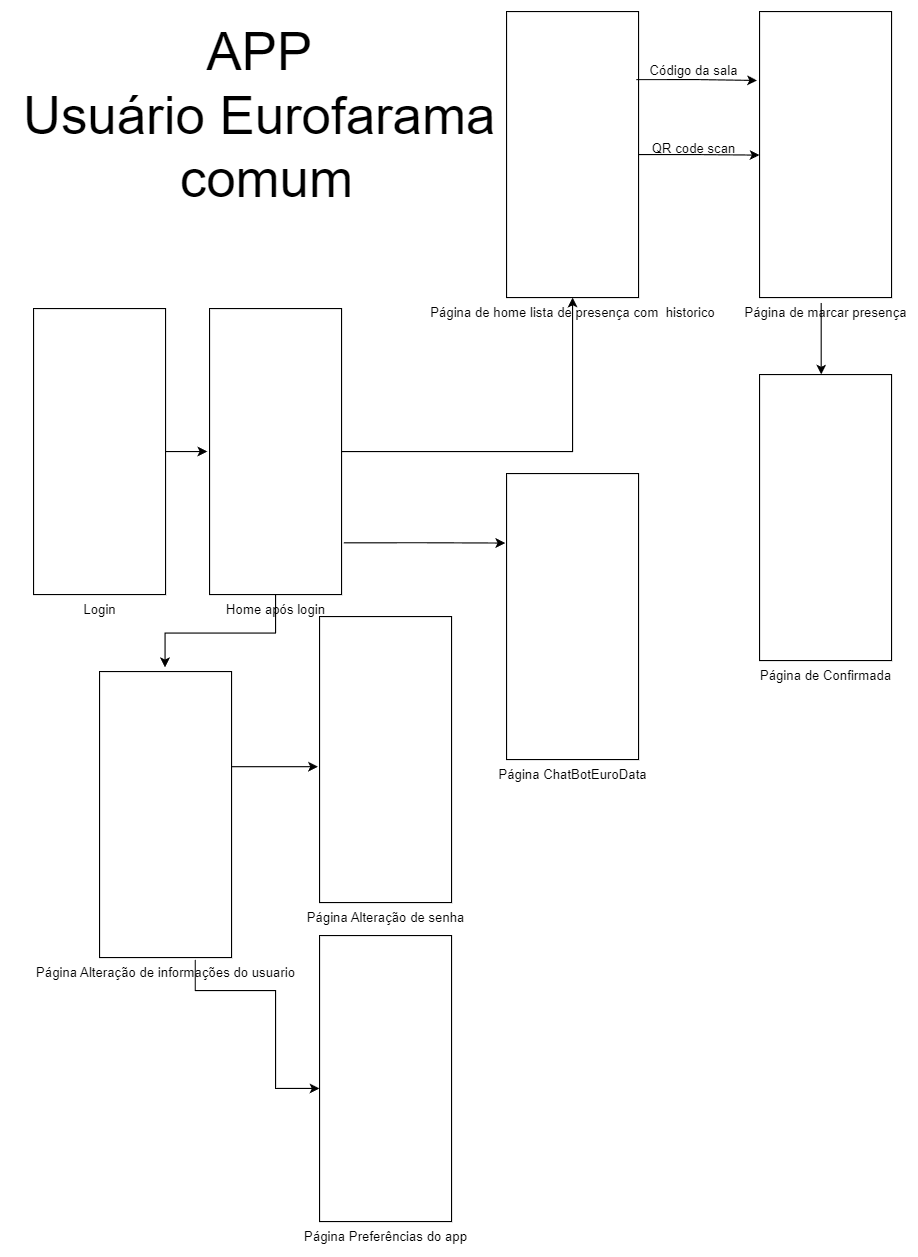 APP
Usuário Eurofarama
comum
Código da sala
QR code scan
Página de home lista de presença com  historico
Página de marcar presença
Login
Home após login
Página de Confirmada
Página ChatBotEuroData
Página Alteração de senha
Página Alteração de informações do usuario
Página Preferências do app